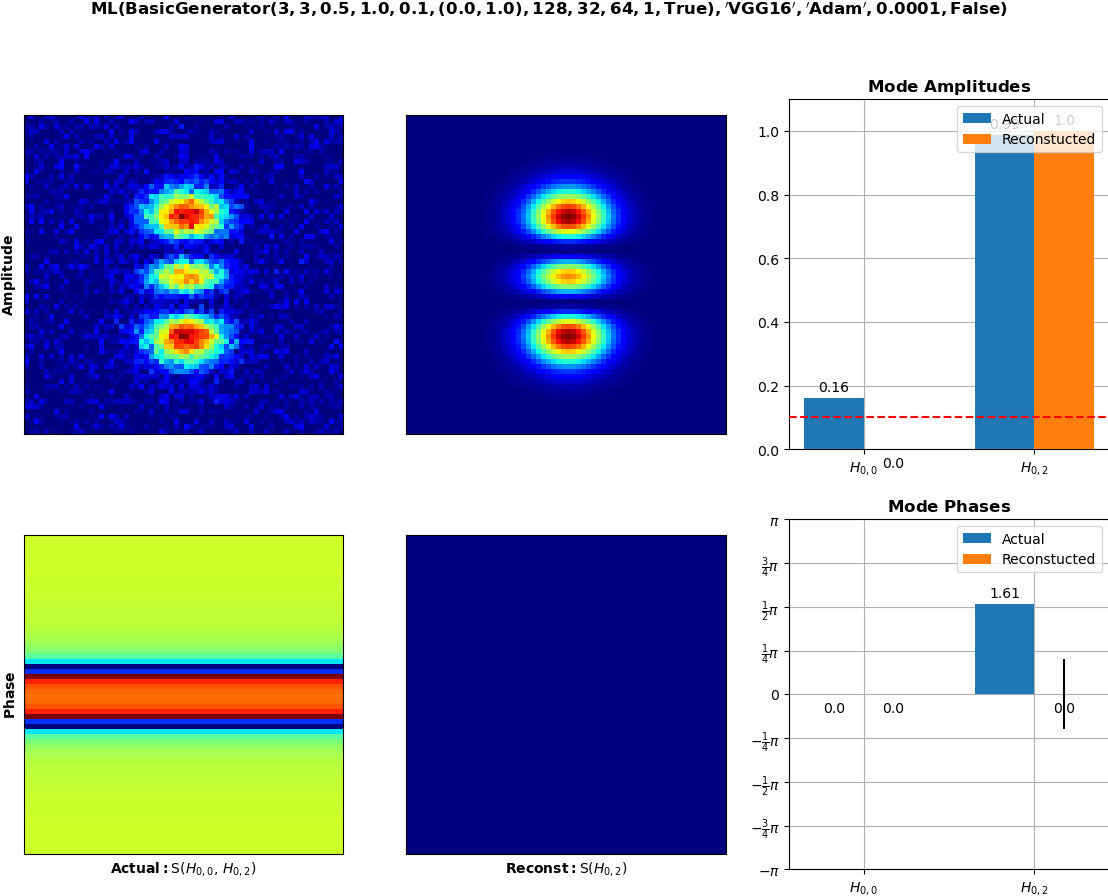 ML(BasicGenerator(3, 3, 0.5, 1.0, 0.1, (0.0, 1.0), 128, 32, 64, 1, True), ′VGG16′, ′Adam′, 0.0001, False)
Amplitude
Mode Amplitudes
Actual
Reconstucted
0.99
1.0
1.0
0.8
0.6
0.4
0.2
0.0
0.16
0.0
H0,0
H0,2
Phase
Actual: S(H0,0, H0,2)
Reconst: S(H0,2)
Mode Phases
Actual
Reconstucted
π
3/4π
1/2π
1/4π
0
−1/4π
−1/2π
−3/4π
−π
1.61
0.0
0.0
0.0
H0,0
H0,2